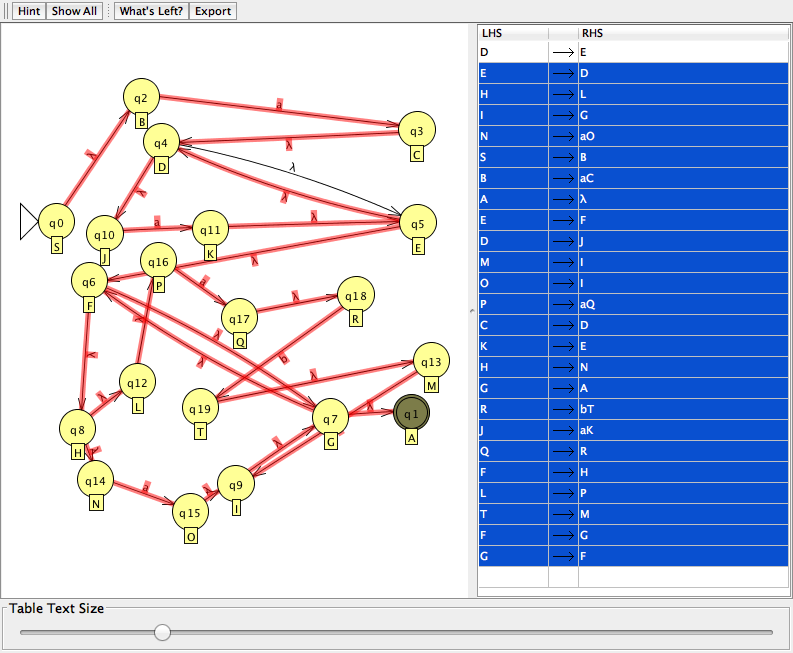 Hint Show All What's Left? Export
q2
B
a
q3
C
q4
D
λ
λ
λ
λ
λ
q0
S
q10
J
a
q11
K
λ
q5
E
λ
q16
P
q6
F
a
q17
Q
λ
q18
R
λ
λ
λ
λ
b
q12
L
λ
λ
q13
M
q19
T
q7
G
λ
q1
A
q8
H
λ
q14
N
a
q15
O
λ
q9
I
λ
LHS RHS
D → E
E → D
H → L
I → G
N → aO
S → B
B → aC
A → λ
E → F
D → J
M → I
O → I
P → aQ
C → D
K → E
H → N
G → A
R → bT
J → aK
Q → R
F → H
L → P
T → M
F → G
G → F
Table Text Size